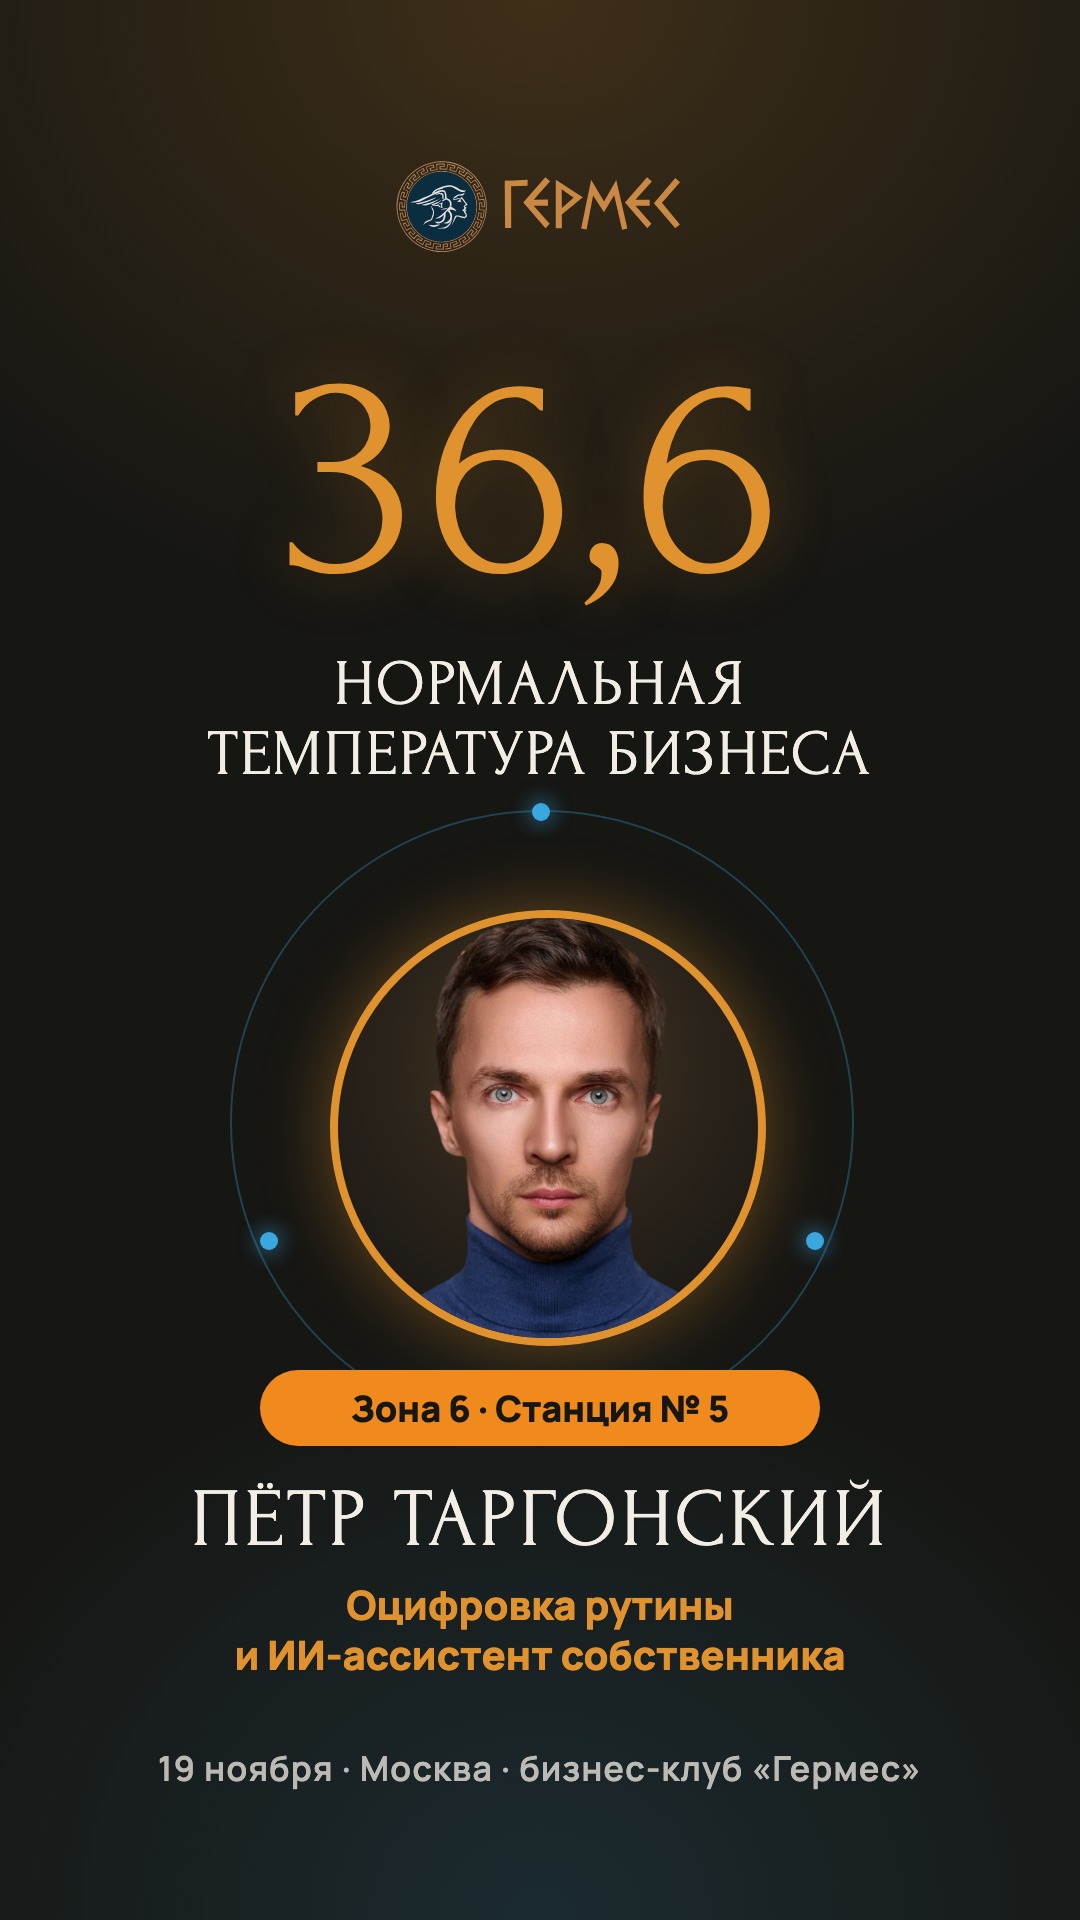 ГЕРМЕС
36,6
НОРМАЛЬНАЯ
ТЕМПЕРАТУРА БИЗНЕСА
Зона 6 · Станция № 5
ПЁТР ТАРГОНСКИЙ
Оцифровка рутины
и ИИ-ассистент собственника
19 ноября · Москва · бизнес-клуб «Гермес»